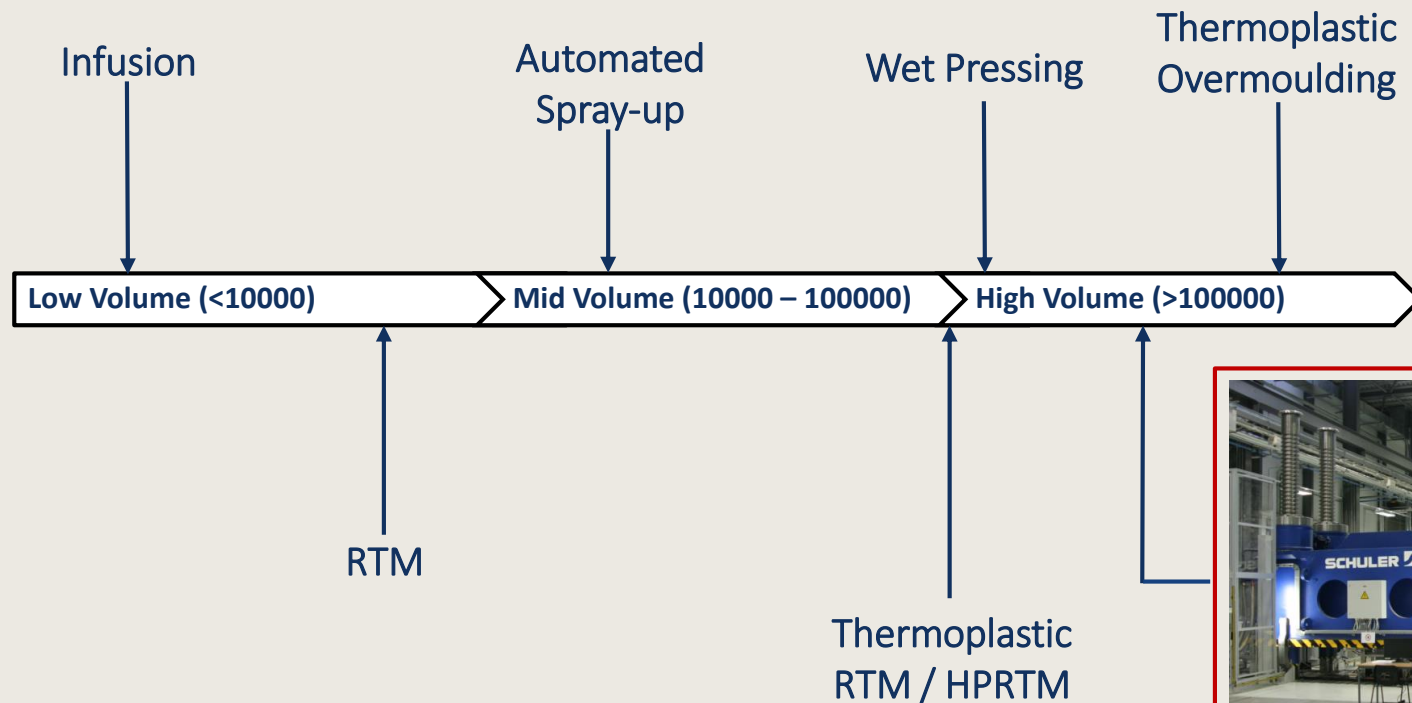 Infusion
Automated
Spray-up
Wet Pressing
Thermoplastic
Overmoulding
Low Volume (<10000)
Mid Volume (10000 – 100000)
High Volume (>100000)
RTM
Thermoplastic
RTM / HPRTM
SCHULER